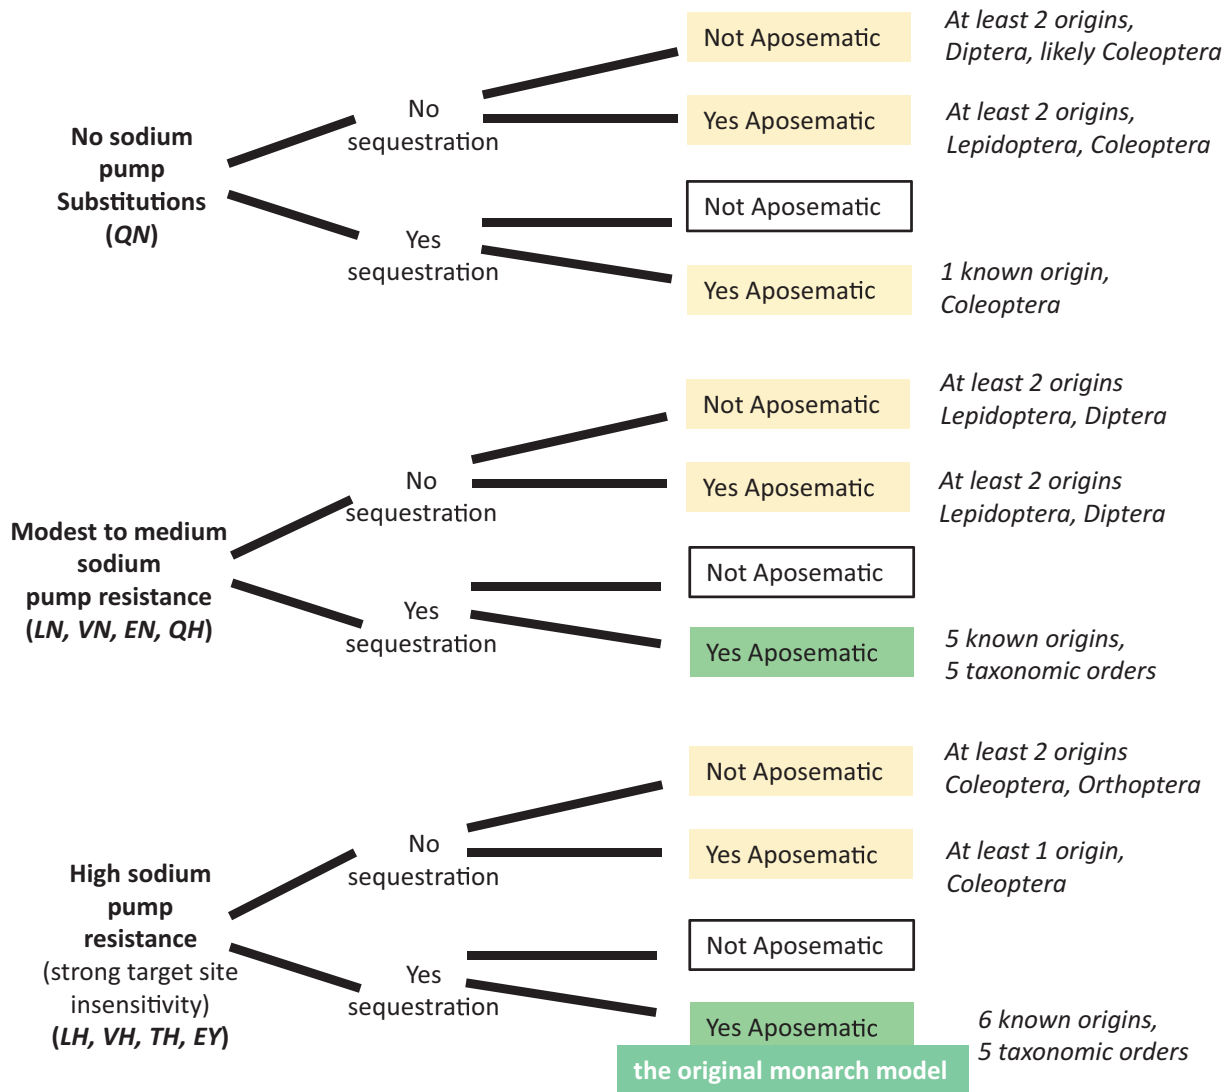 No sodium
pump
Substitutions
(QN)
No
sequestration
Not Aposematic
At least 2 origins,
Diptera, likely Coleoptera
Yes Aposematic
At least 2 origins,
Lepidoptera, Coleoptera
Yes
sequestration
Not Aposematic
Yes Aposematic
1 known origin,
Coleoptera
Modest to medium
sodium
pump resistance
(LN, VN, EN, QH)
No
sequestration
Not Aposematic
At least 2 origins
Lepidoptera, Diptera
Yes Aposematic
At least 2 origins
Lepidoptera, Diptera
Yes
sequestration
Not Aposematic
Yes Aposematic
5 known origins,
5 taxonomic orders
High sodium
pump
resistance
(strong target site
insensitivity)
(LH, VH, TH, EY)
No
sequestration
Not Aposematic
At least 2 origins
Coleoptera, Orthoptera
Yes Aposematic
At least 1 origin,
Coleoptera
Yes
sequestration
Not Aposematic
Yes Aposematic
6 known origins,
5 taxonomic orders
the original monarch model